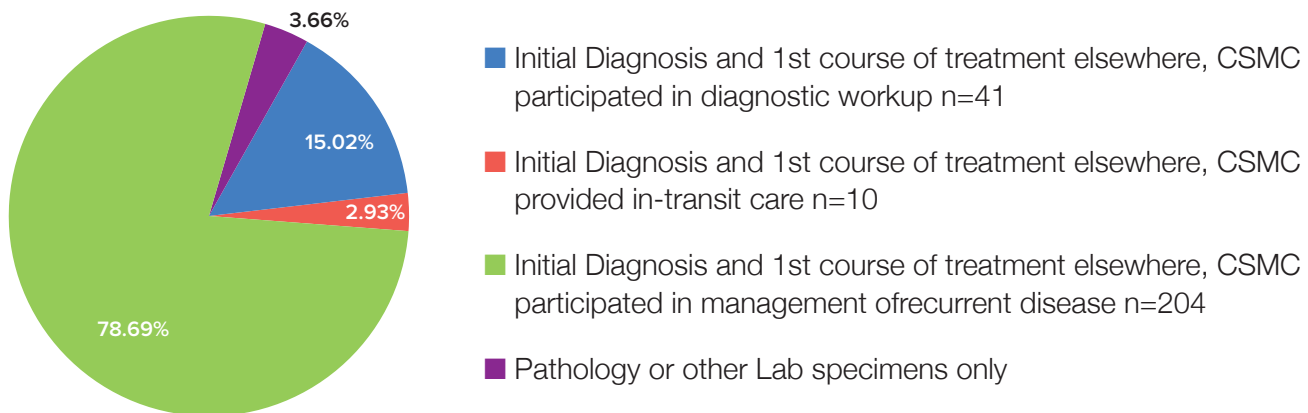 3.66%
15.02%
2.93%
78.69%
Initial Diagnosis and 1st course of treatment elsewhere, CSMC
participated in diagnostic workup n=41
Initial Diagnosis and 1st course of treatment elsewhere, CSMC
provided in-transit care n=10
Initial Diagnosis and 1st course of treatment elsewhere, CSMC
participated in management ofrecurrent disease n=204
Pathology or other Lab specimens only